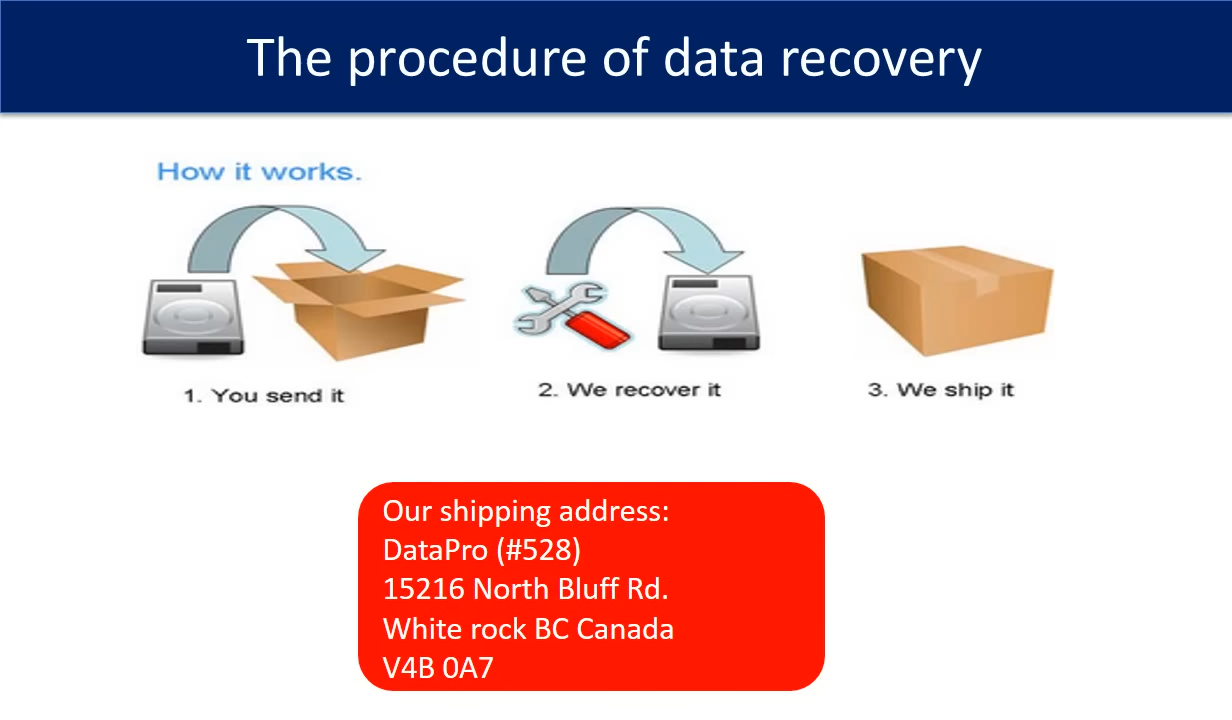 The procedure of data recovery
How it works.
1. You send it
2. We recover it
3. We ship it
Our shipping address:
DataPro (#528)
15216 North Bluff Rd.
White rock BC Canada
V4B 0A7